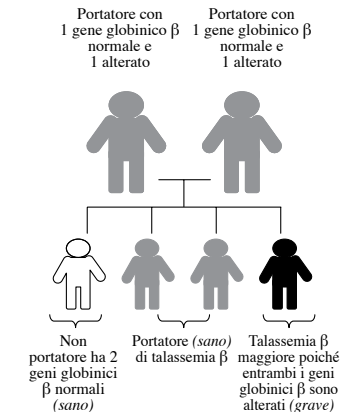 Portatore con
1 gene globinico β
normale e
1 alterato
Portatore con
1 gene globinico β
normale e
1 alterato
Non
portatore ha 2
geni globinici
β normali
(sano)
Portatore (sano)
di talassemia β
Talassemia β
maggiore poiché
entrambi i geni
globinici β sono
alterati (grave)